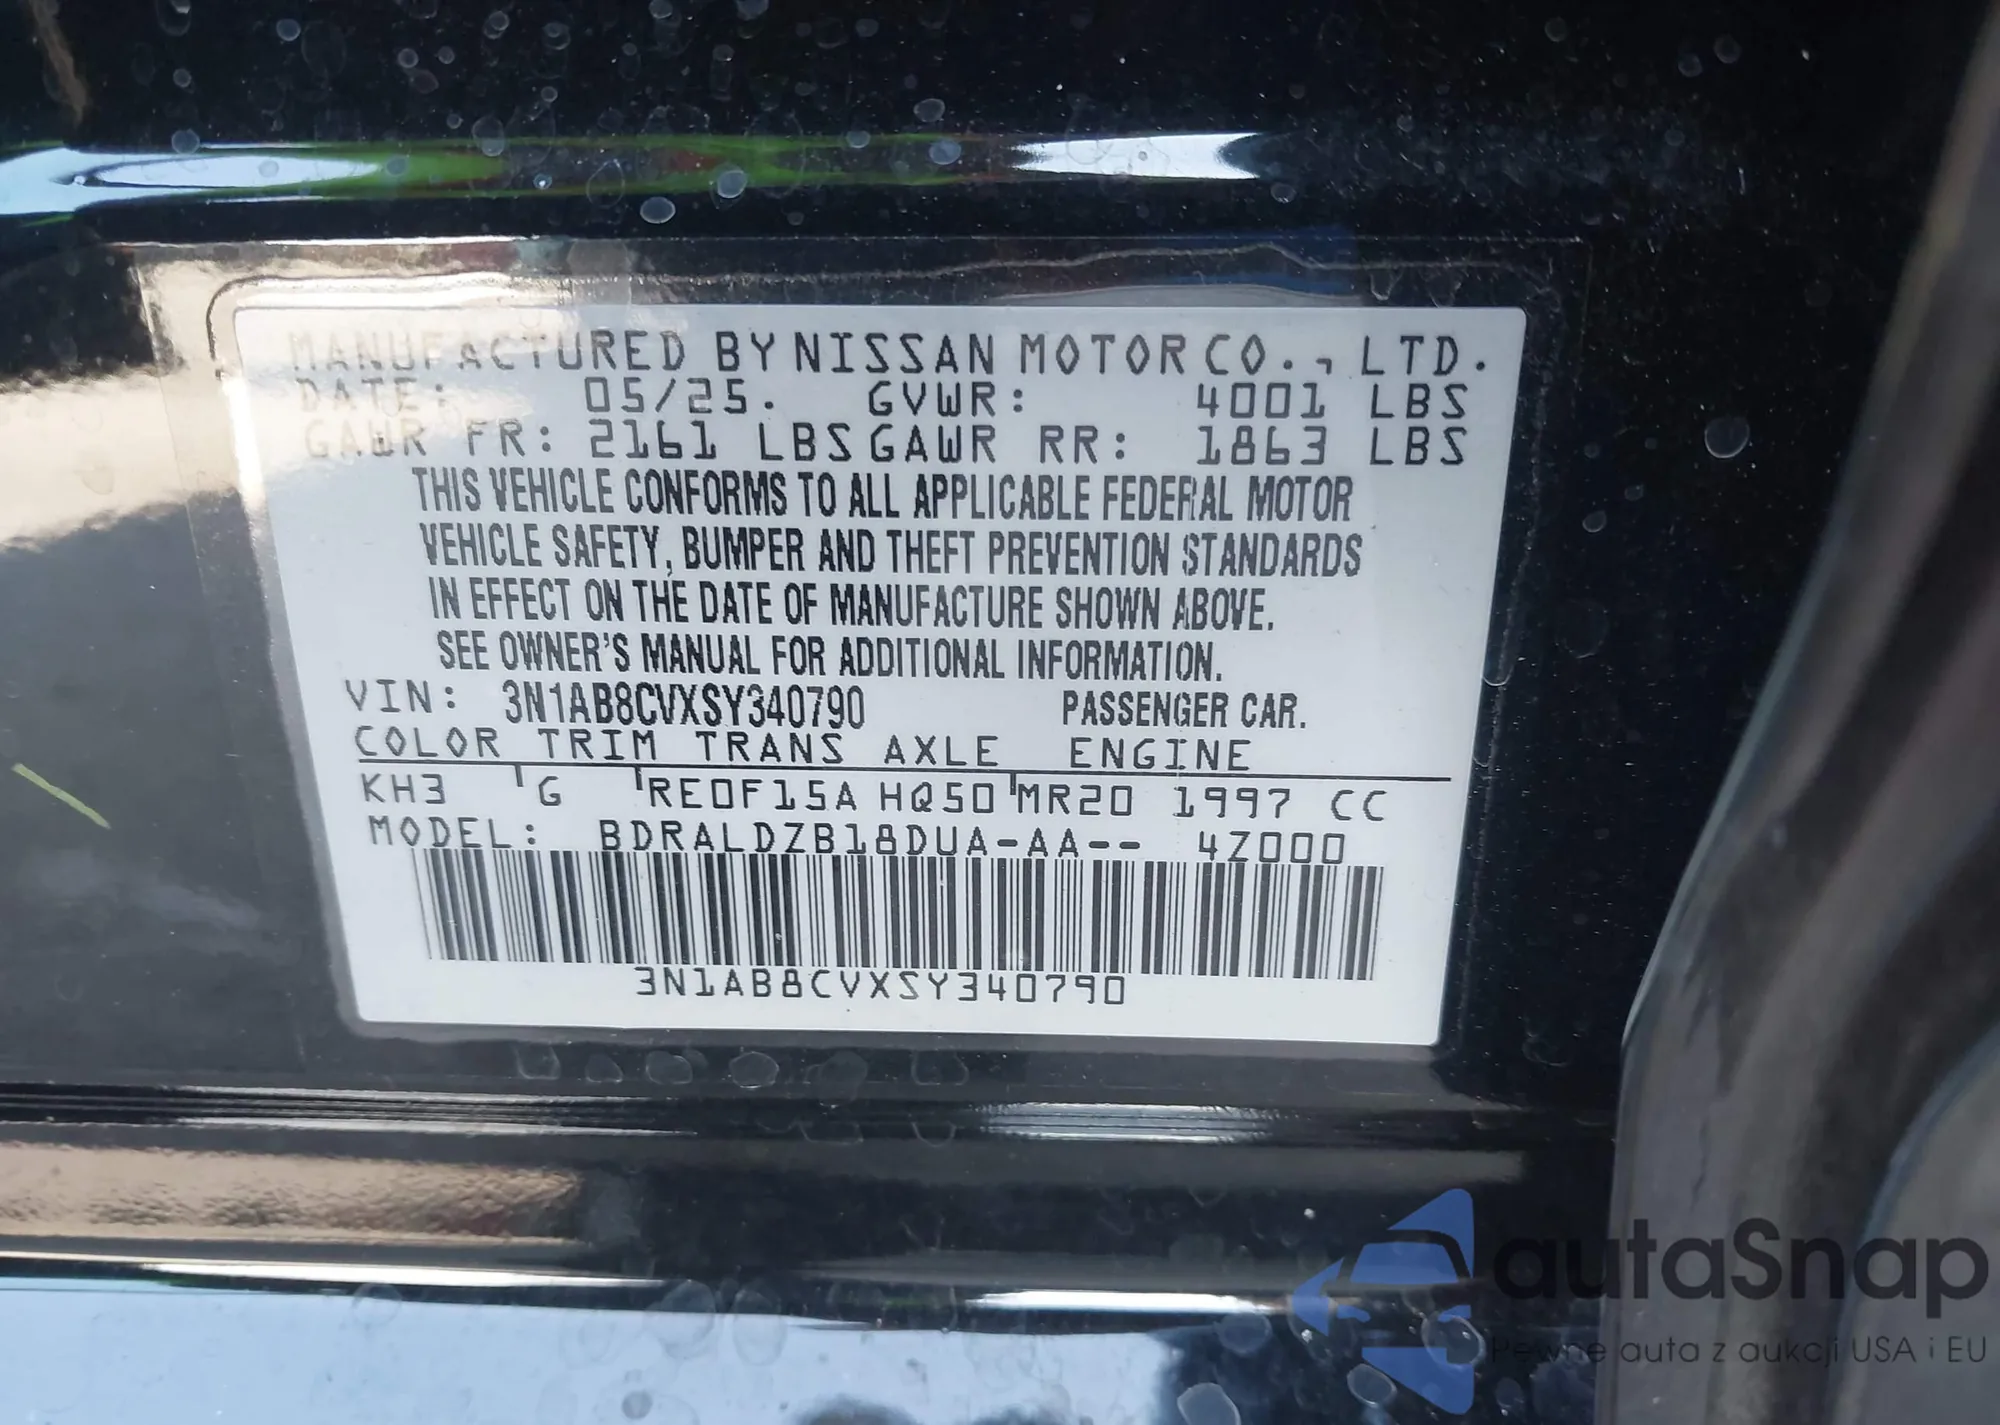 MANUFACTURED BY NISSAN MOTOR CO., LTD.
DATE: 05/25. GVWR: 4001 LBS
GAWR FR: 2161 LBS GAWR RR: 1863 LBS
THIS VEHICLE CONFORMS TO ALL APPLICABLE FEDERAL MOTOR
VEHICLE SAFETY, BUMPER AND THEFT PREVENTION STANDARDS
IN EFFECT ON THE DATE OF MANUFACTURE SHOWN ABOVE.
SEE OWNER'S MANUAL FOR ADDITIONAL INFORMATION.
VIN: 3N1AB8CVXSY340790 PASSENGER CAR.
COLOR TRIM TRANS AXLE ENGINE
KH3 G RE0F15A HQ50 MR20 1997 CC
MODEL: BDRALDZB18DUA-AA-- 4Z000
3N1AB8CVXSY340790
autaSnap
Pewne auta z aukcji USA i EU